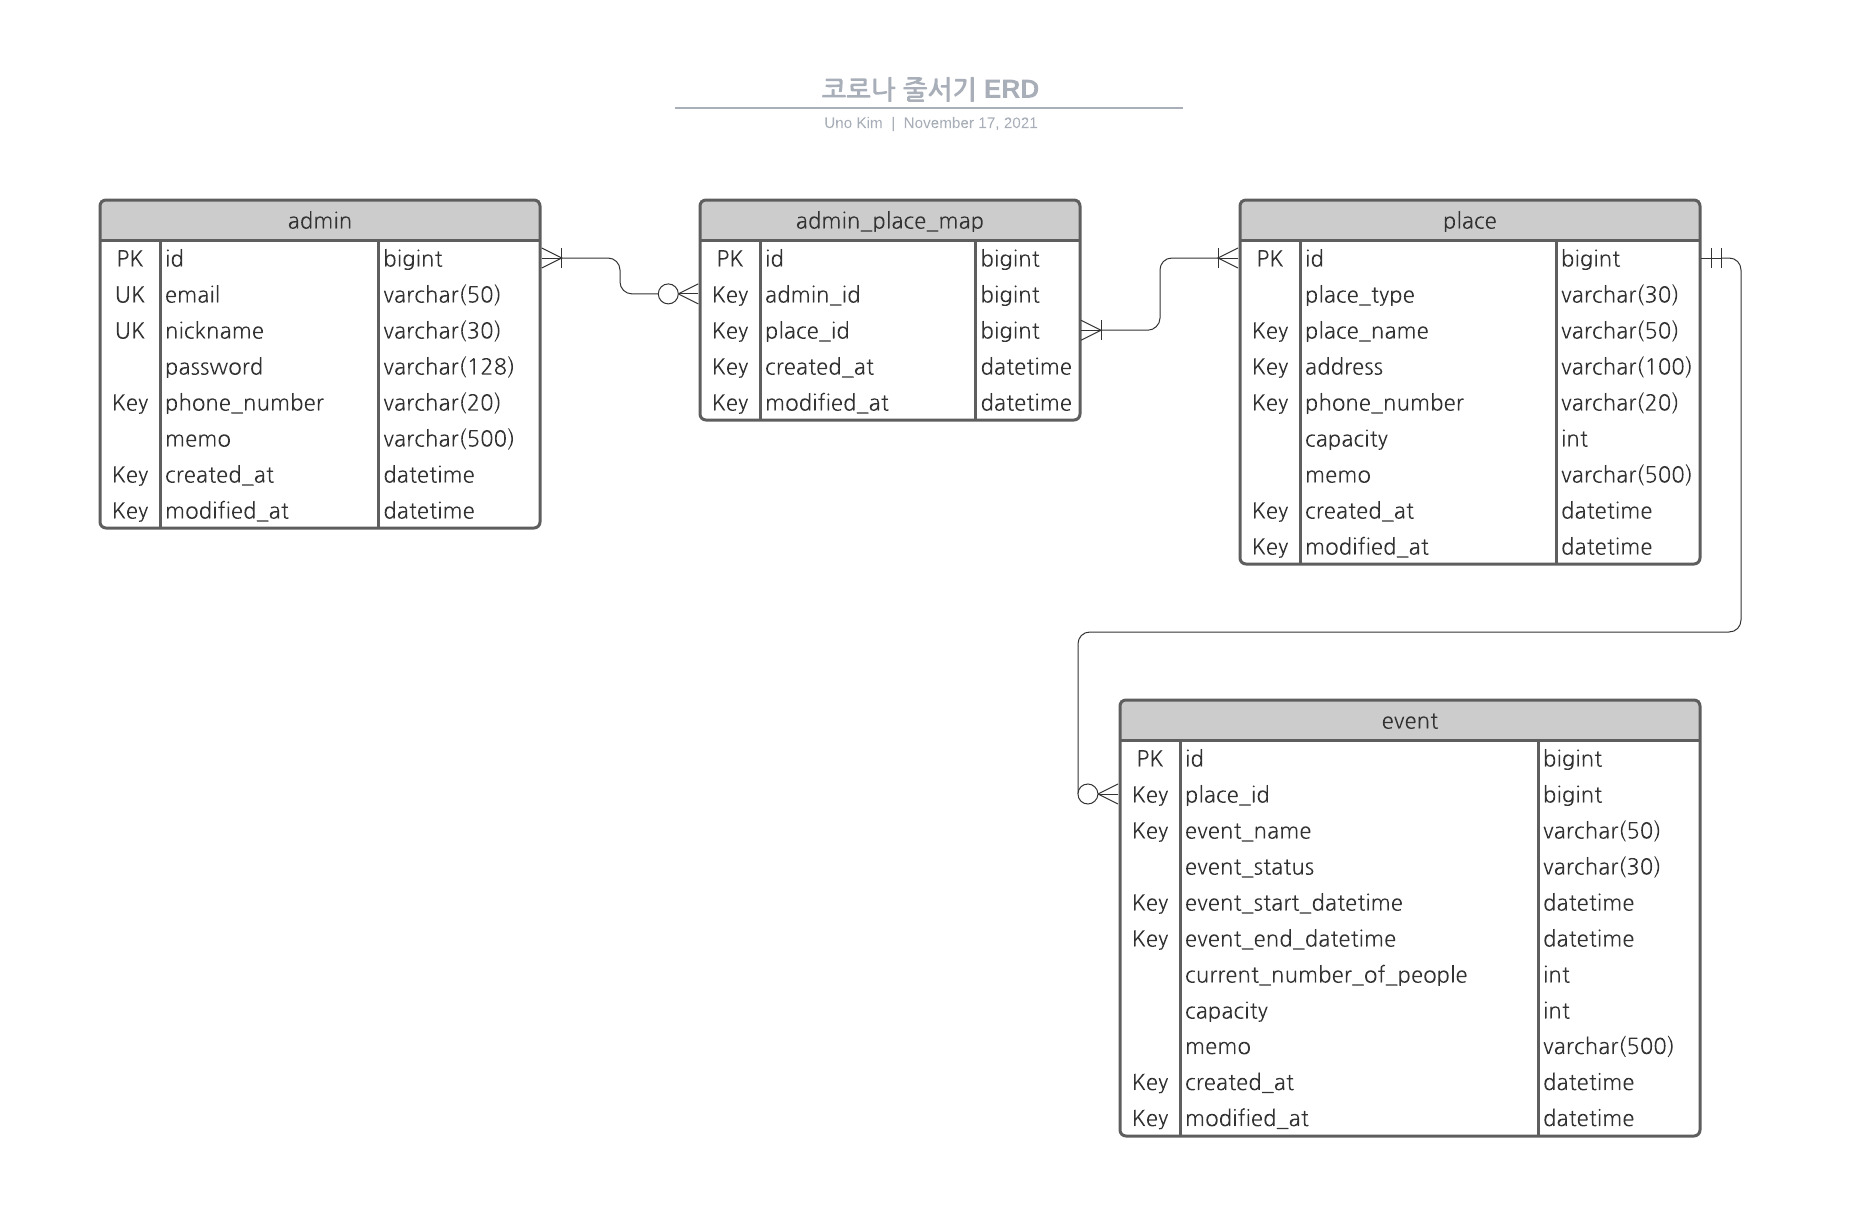 코로나 줄서기 ERD
Uno Kim | November 17, 2021
admin
PK id bigint
UK email varchar(50)
UK nickname varchar(30)
password varchar(128)
Key phone_number varchar(20)
memo varchar(500)
Key created_at datetime
Key modified_at datetime
admin_place_map
PK id bigint
Key admin_id bigint
Key place_id bigint
Key created_at datetime
Key modified_at datetime
place
PK id bigint
place_type varchar(30)
Key place_name varchar(50)
Key address varchar(100)
Key phone_number varchar(20)
capacity int
memo varchar(500)
Key created_at datetime
Key modified_at datetime
event
PK id bigint
Key place_id bigint
Key event_name varchar(50)
event_status varchar(30)
Key event_start_datetime datetime
Key event_end_datetime datetime
current_number_of_people int
capacity int
memo varchar(500)
Key created_at datetime
Key modified_at datetime